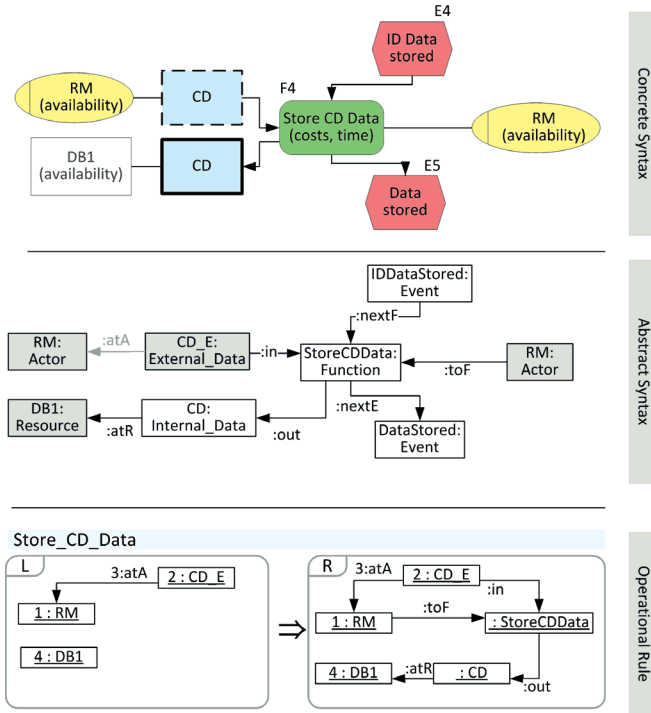 E4
ID Data
stored
RM
(availability)
CD
F4
Store CD Data
(costs, time)
RM
(availability)
DB1
(availability)
CD
E5
Data
stored
Concrete Syntax
IDDataStored:
Event
:nextF
RM:
Actor
:atA
CD_E:
External_Data
:in
StoreCDData:
Function
:toF
RM:
Actor
:nextE
DB1:
Resource
:atR
CD:
Internal_Data
:out
DataStored:
Event
Abstract Syntax
Store_CD_Data
L
3:atA
2 : CD_E
1 : RM
4 : DB1
⇒
R
3:atA
2 : CD_E
:in
1 : RM
:toF
: StoreCDData
4 : DB1
:atR
: CD
:out
Operational Rule